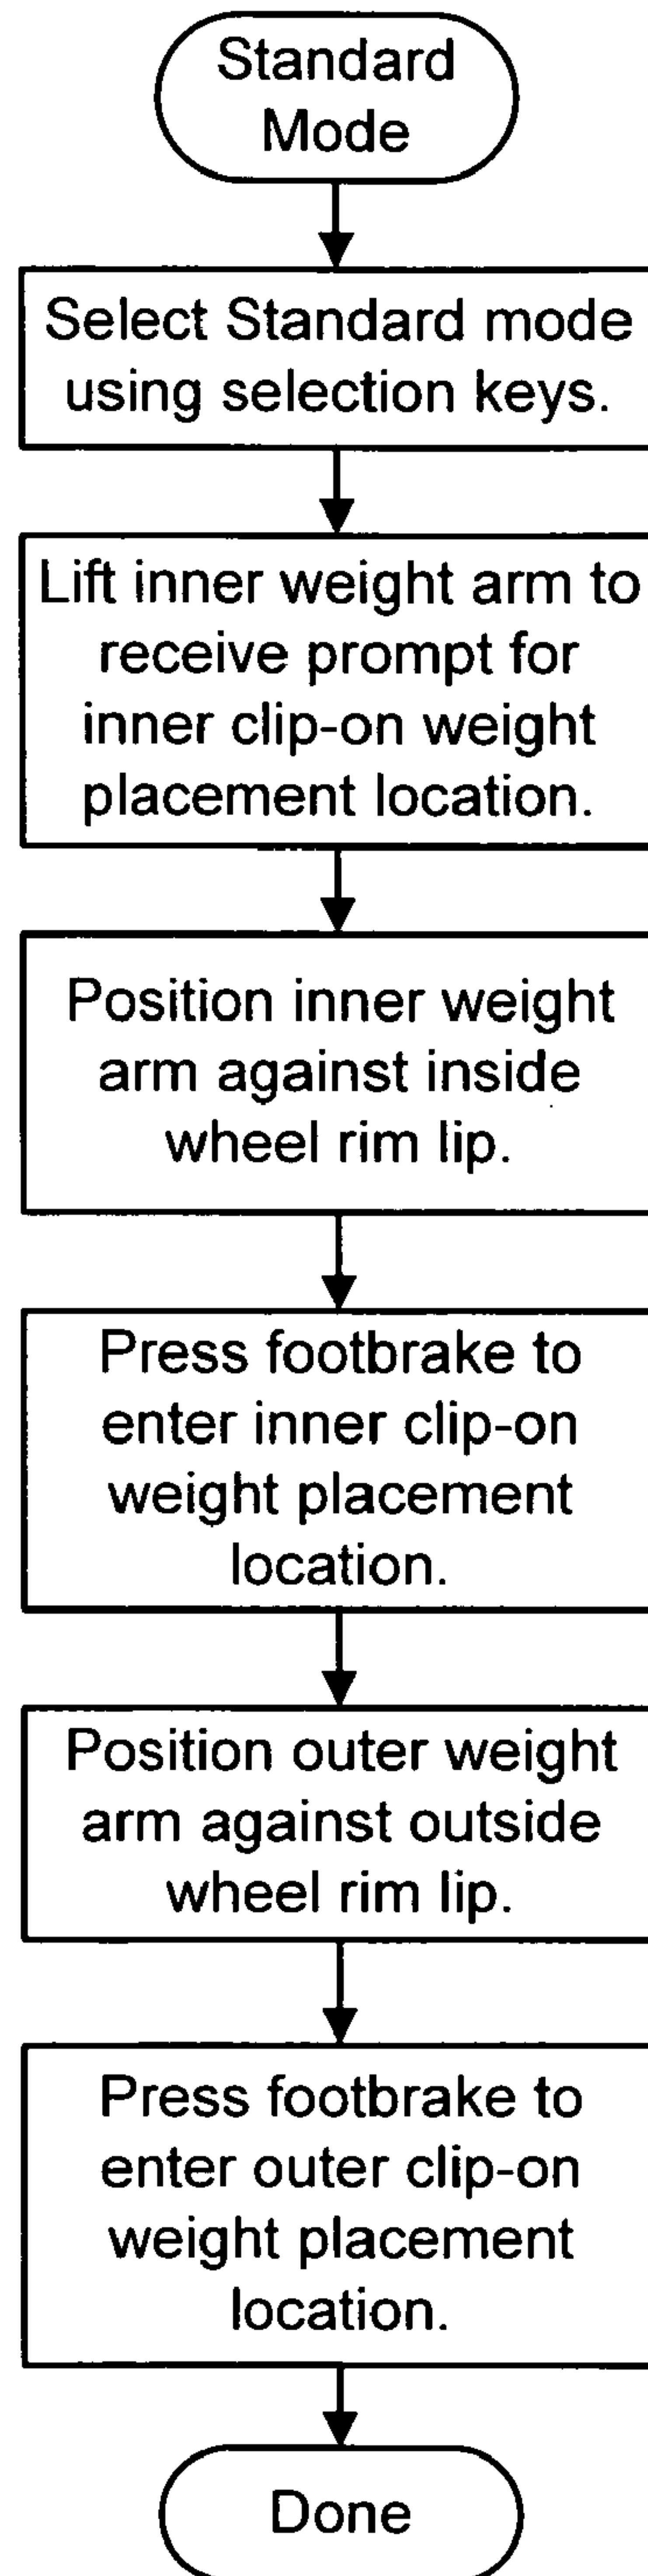 Standard
Mode
Select Standard mode
using selection keys.
Lift inner weight arm to
receive prompt for
inner clip-on weight
placement location.
Position inner weight
arm against inside
wheel rim lip.
Press footbrake to
enter inner clip-on
weight placement
location.
Position outer weight
arm against outside
wheel rim lip.
Press footbrake to
enter outer clip-on
weight placement
location.
Done